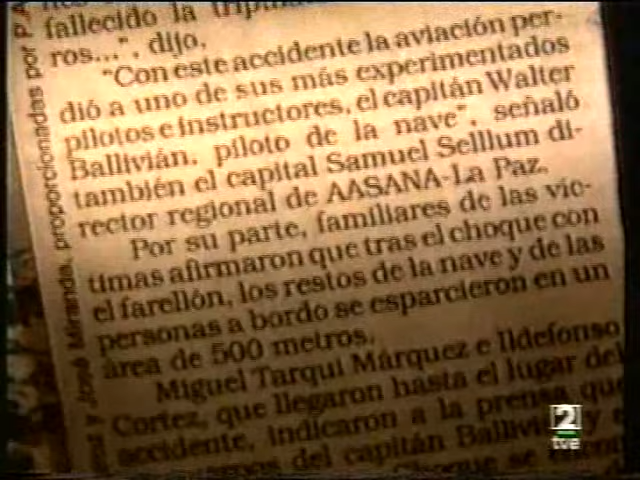 fallecido la
ros...", dijo.
"Con este accidente la aviación per-
dió a uno de sus más experimentados
pilotos e instructores, el capitán Walter
Ballivián, piloto de la nave", señaló
también el capital Samuel Selllum di-
rector regional de AASANA-La Paz.
Por su parte, familiares de las víc-
timas afirmaron que tras el choque con
el farellón, los restos de la nave y de las
personas a bordo se esparcieron en un
área de 500 metros.
Miguel Tarqui Márquez e Ildefonso
Cortez, que llegaron hasta el lugar del
accidente, indicaron a la prensa que
del capitán Ballivián y
y José Miranda, proporcionadas por
2
tve